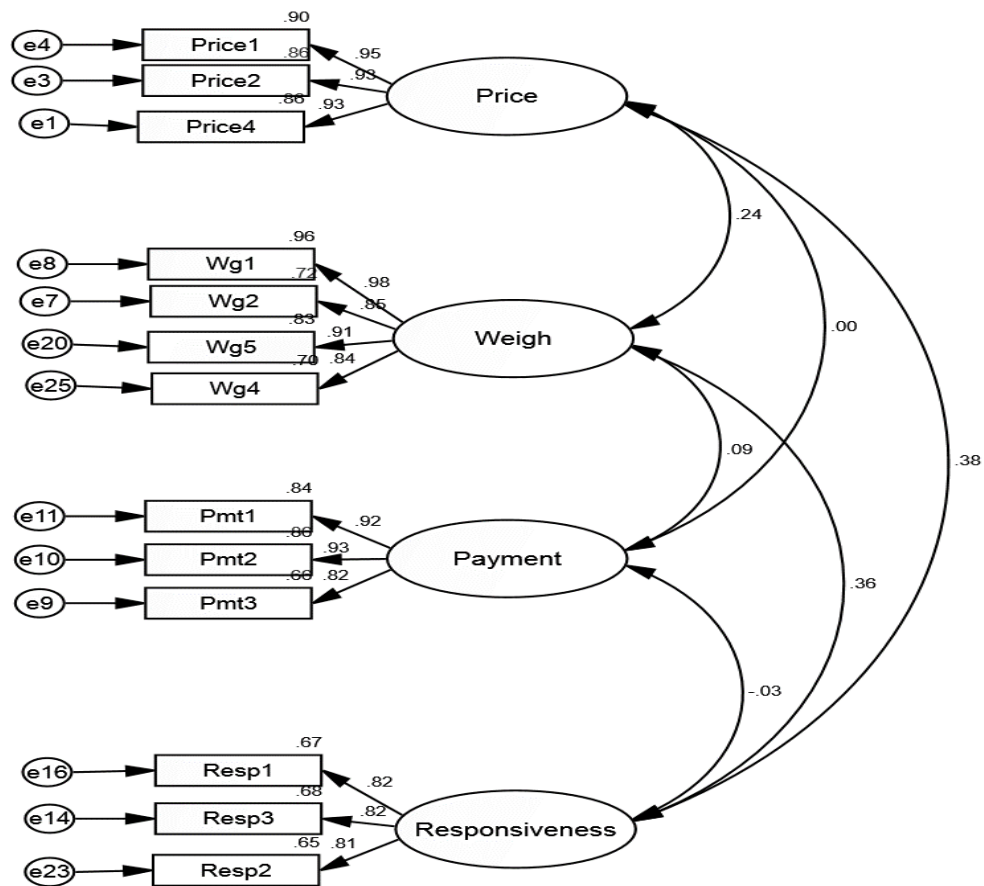 .90
e4 Price1 .95
.86
e3 Price2 .93 Price
.86
e1 Price4 .93
.24
.96
e8 Wg1 .98
.72
e7 Wg2 .85
.83
e20 Wg5 .91 Weigh
.70
e25 Wg4 .84
.00
.09
.38
.84
e11 Pmt1 .92
e10 Pmt2 .93 Payment
.66
e9 Pmt3 .82
.36
-.03
.67
e16 Resp1 .82
.68
e14 Resp3 .82 Responsiveness
.65
e23 Resp2 .81